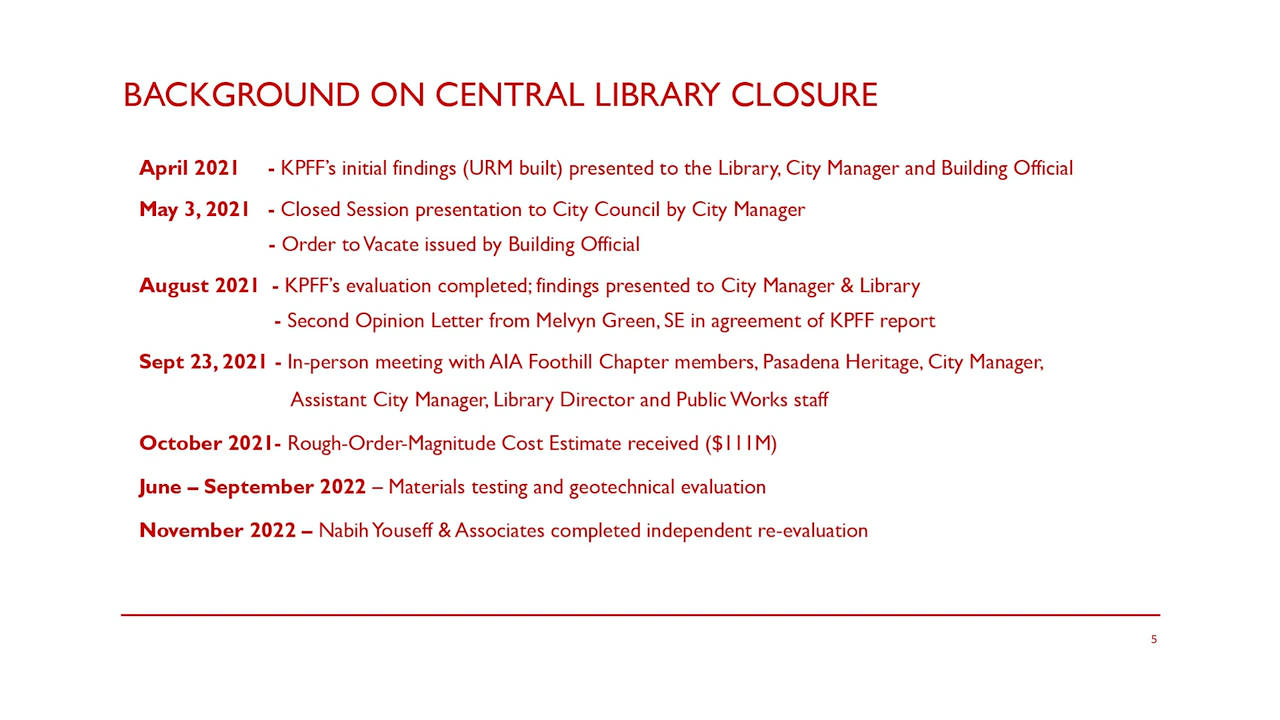 BACKGROUND ON CENTRAL LIBRARY CLOSURE
April 2021 - KPFF's initial findings (URM built) presented to the Library, City Manager and Building Official
May 3, 2021 - Closed Session presentation to City Council by City Manager
- Order to Vacate issued by Building Official
August 2021 - KPFF's evaluation completed; findings presented to City Manager & Library
- Second Opinion Letter from Melvyn Green, SE in agreement of KPFF report
Sept 23, 2021 - In-person meeting with AIA Foothill Chapter members, Pasadena Heritage, City Manager,
Assistant City Manager, Library Director and Public Works staff
October 2021- Rough-Order-Magnitude Cost Estimate received ($111M)
June – September 2022 – Materials testing and geotechnical evaluation
November 2022 – Nabih Youseff & Associates completed independent re-evaluation
5